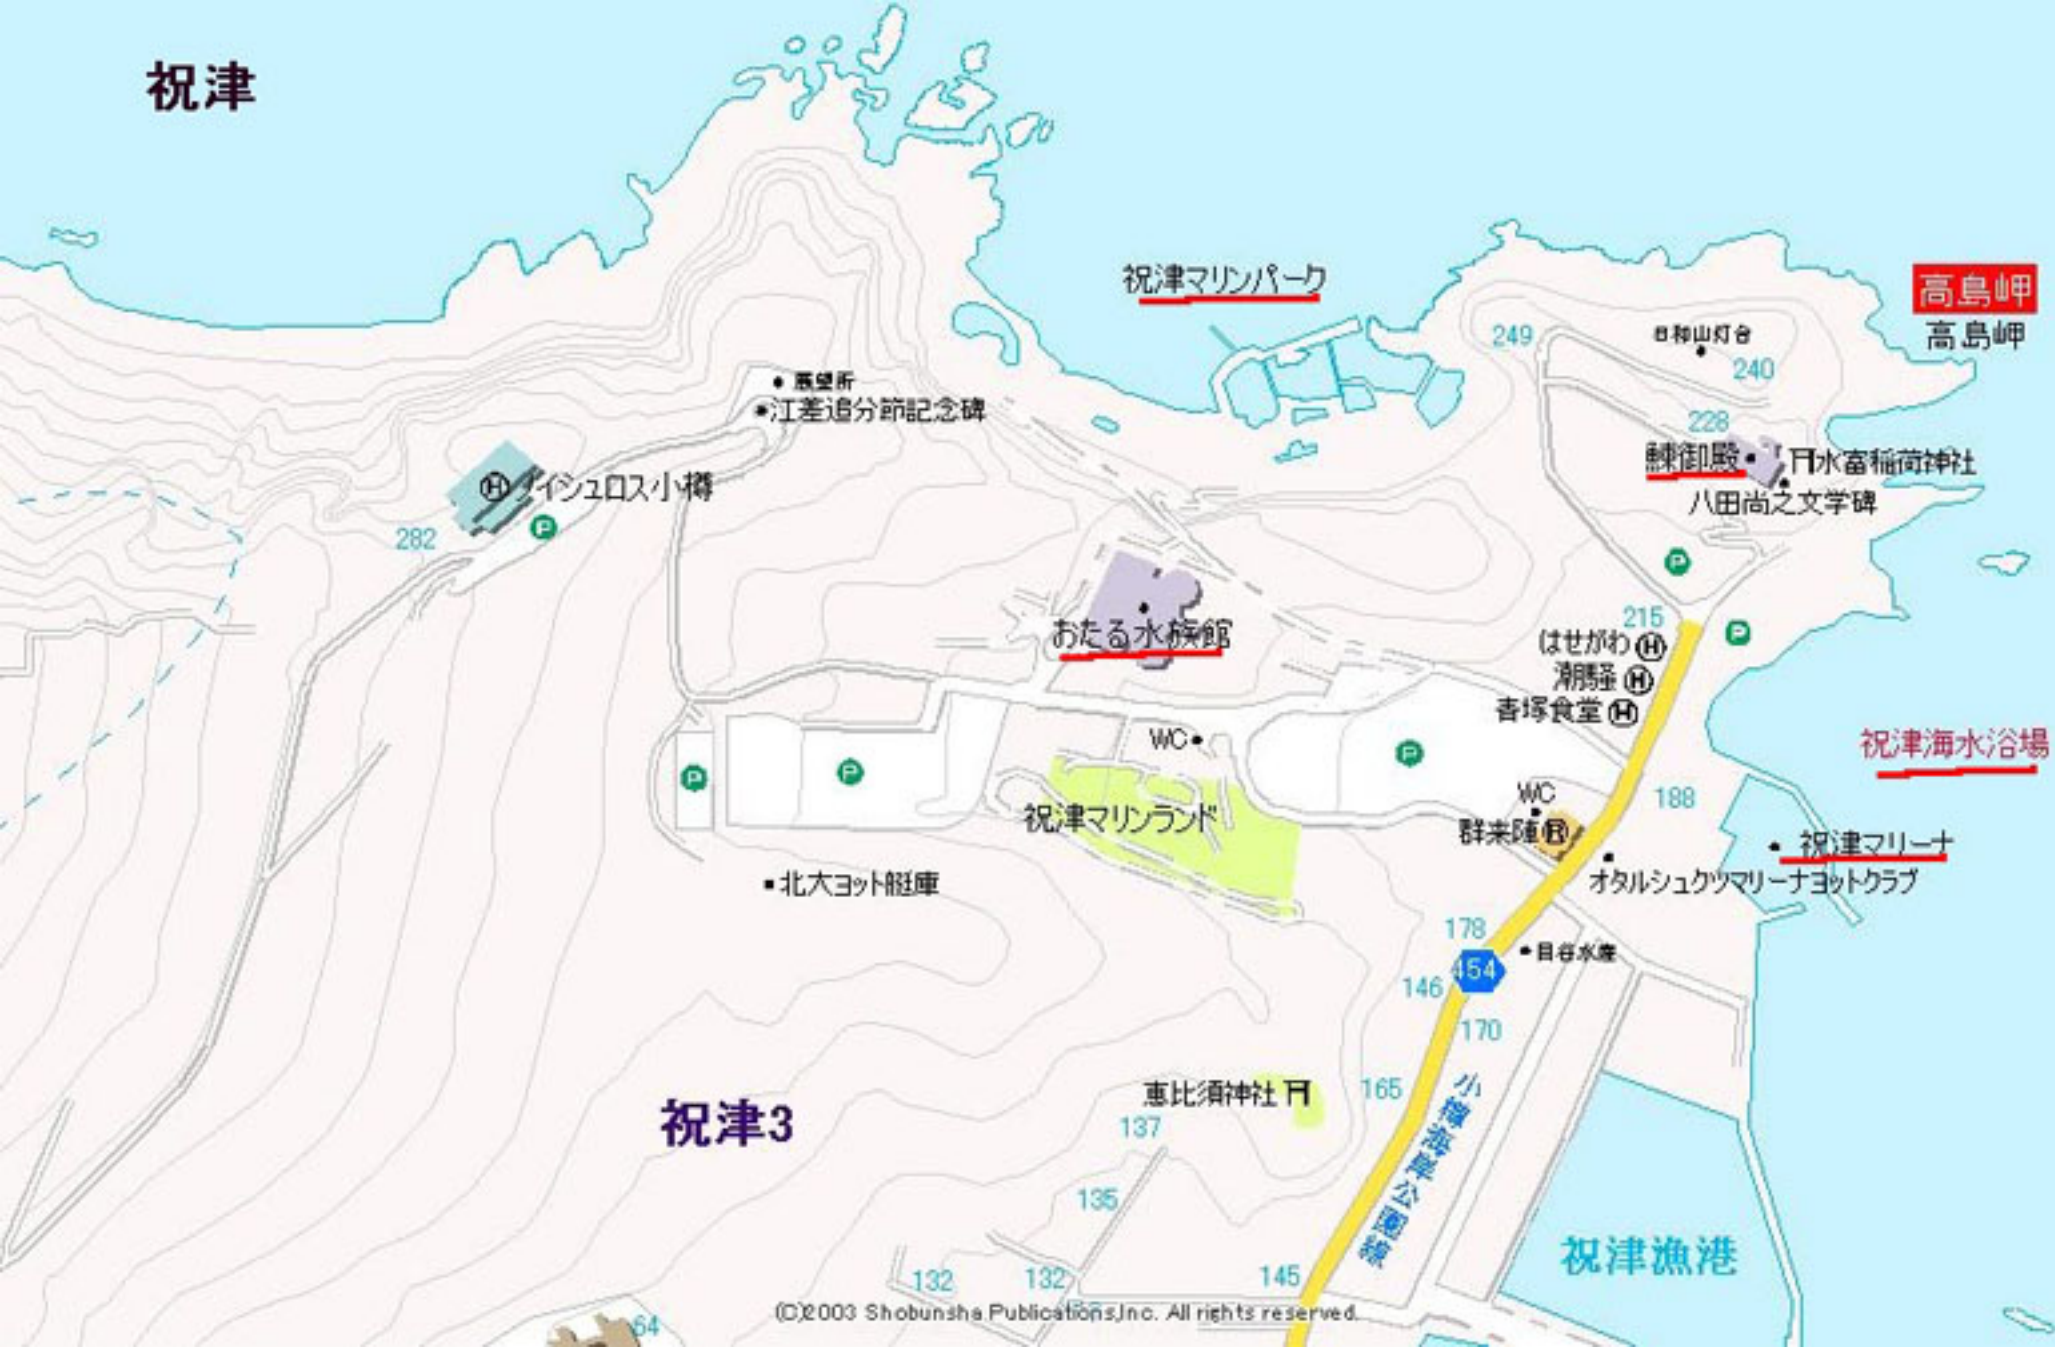 祝津
祝津マリンパーク
高島岬
高島岬
249
日和山灯台
240
展望所
江差追分節記念碑
228
鰊御殿
水富稲荷神社
八田尚之文学碑
H
ノイシュロス小樽
P
282
P
215
P
おたる水族館
はせがわ H
潮騒 H
青塚食堂 H
WC
祝津海水浴場
P
P
P
188
WC
祝津マリンランド
群来陣 R
祝津マリーナ
北大ヨット艇庫
オタルシュクツマリーナヨットクラブ
178
目谷水産
454
146
170
恵比須神社
165
小樽海岸公園線
祝津3
137
135
祝津漁港
132
132
145
(C)2003 Shobunsha Publications,Inc. All rights reserved.
64